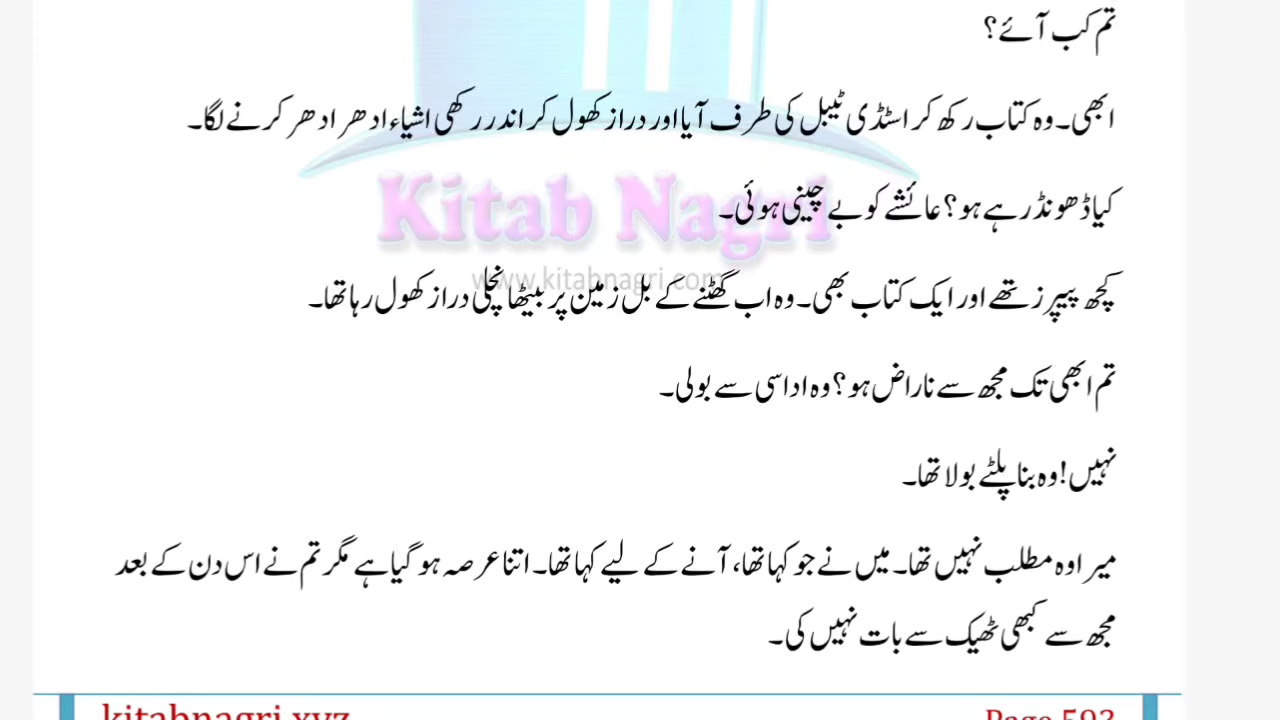 تم کب آئے؟
ابھی۔ وہ کتاب رکھ کر اسٹڈی ٹیبل کی طرف آیا اور دراز کھول کر اندر رکھی اشیاء ادھر ادھر کرنے لگا۔
Kitab Nagri
کیا ڈھونڈ رہے ہو؟ عائشے کو بے چینی ہوئی۔
www.kitabnagri.com
کچھ پیپرز تھے اور ایک کتاب بھی۔ وہ اب گھٹنے کے بل زمین پر بیٹھا نچلی دراز کھول رہا تھا۔
تم ابھی تک مجھ سے ناراض ہو؟ وہ اداسی سے بولی۔
نہیں! وہ بنا پلٹے بولا تھا۔
میرا وہ مطلب نہیں تھا۔ میں نے جو کہا تھا، آنے کے لیے کہا تھا۔ اتنا عرصہ ہو گیا ہے مگر تم نے اس دن کے بعد
مجھ سے کبھی ٹھیک سے بات نہیں کی۔
kitabnagri.xyz
Page 593